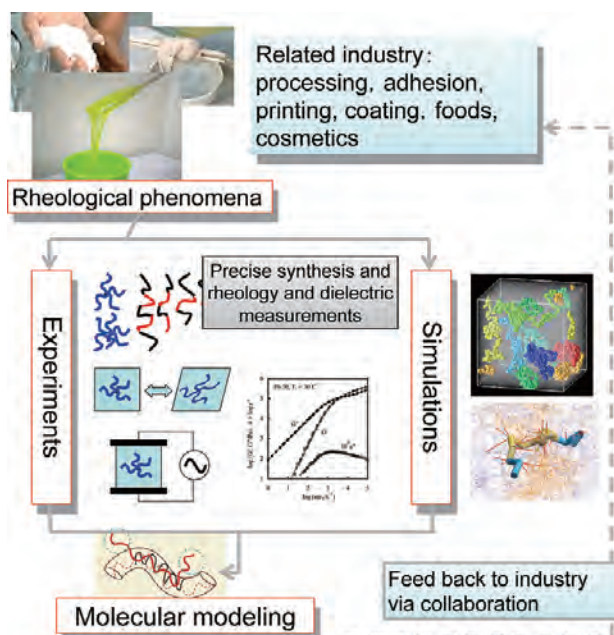 Related industry:
processing, adhesion,
printing, coating, foods,
cosmetics
Rheological phenomena
Experiments
Precise synthesis and
rheology and dielectric
measurements
Simulations
Molecular modeling
Feed back to industry
via collaboration